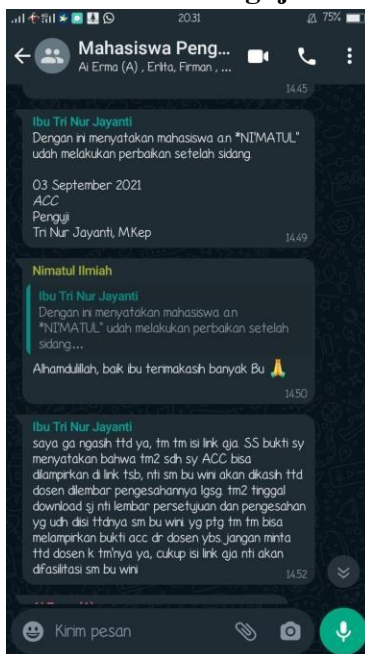 20.31
75%
Mahasiswa Peng...
Ai Erma (A) , Erlita, Firman , ...
14.45
Ibu Tri Nur Jayanti
Dengan ini menyatakan mahasiswa a.n *NI'MATUL"
udah melakukan perbaikan setelah sidang.
03 September 2021
ACC
Penguji
Tri Nur Jayanti, M.Kep
14.49
Nimatul Ilmiah
Ibu Tri Nur Jayanti
Dengan ini menyatakan mahasiswa a.n
*NI'MATUL" udah melakukan perbaikan setelah
sidang....
Alhamdulillah, baik ibu terimakasih banyak Bu 🙏
14.50
Ibu Tri Nur Jayanti
saya ga ngasih ttd ya, tm tm isi link aja. SS bukti sy
menyatakan bahwa tm2 sdh sy ACC bisa
dilampirkan di link tsb, nti sm bu wini akan dikasih ttd
dosen dilembar pengesahannya lgsg. tm2 tinggal
download sj nti lembar persetujuan dan pengesahan
yg udh diisi ttdnya sm bu wini. yg ptg tm tm bisa
melampirkan bukti acc dr dosen ybs. jangan minta
ttd dosen k tm'nya ya, cukup isi link aja nti akan
difasilitasi sm bu wini
14.52
Kirim pesan